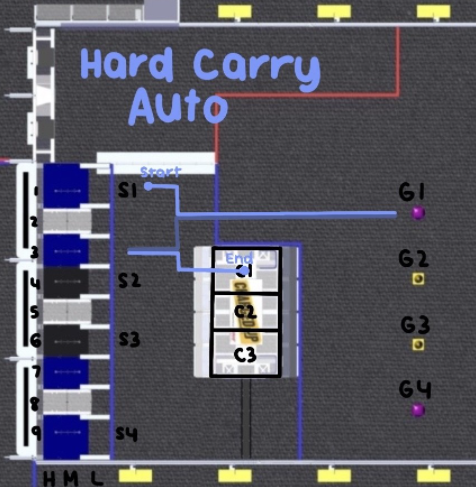 Hard Carry
Auto
Start
1 S1 G1
2
3 G2
End
C1
4 S2
5 C2
6 S3 G3
C3
7
8 G4
9 S4
H M L